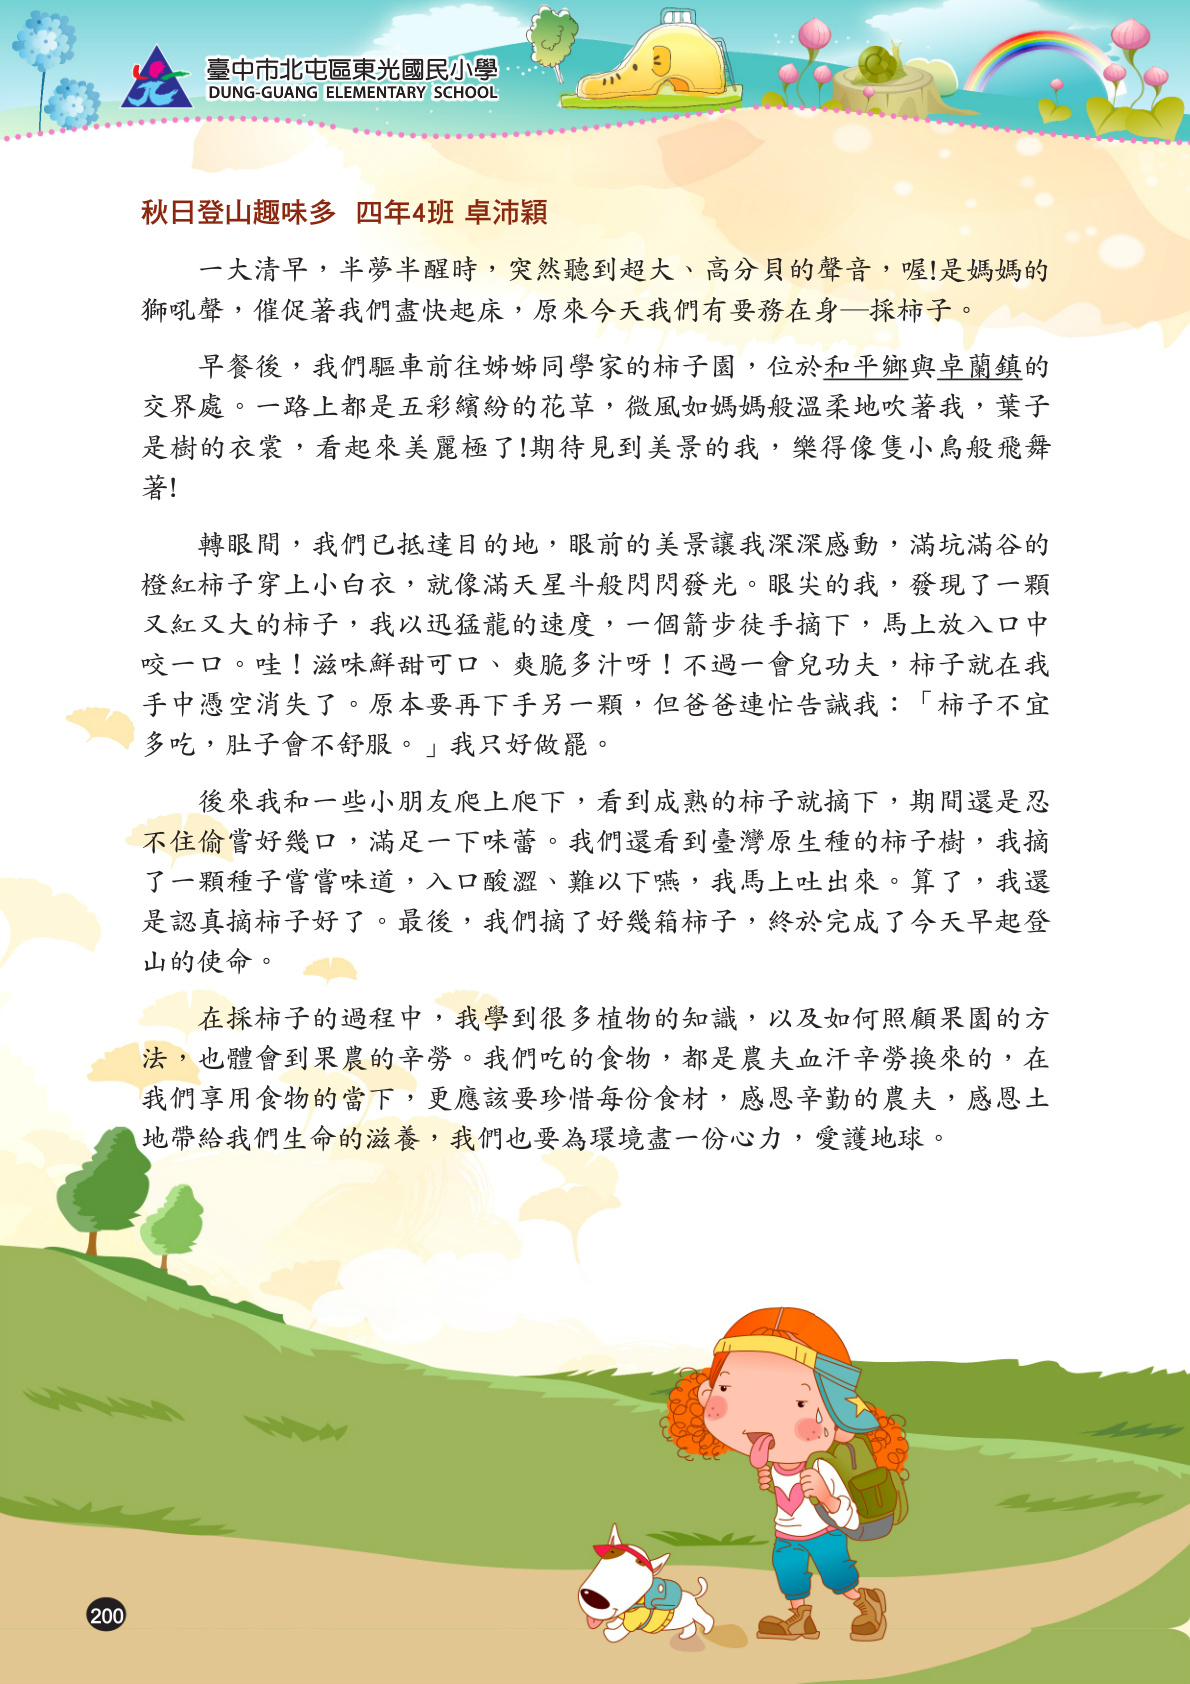 臺中市北屯區東光國民小學
DUNG-GUANG ELEMENTARY SCHOOL
秋日登山趣味多 四年4班 卓沛穎
一大清早，半夢半醒時，突然聽到超大、高分貝的聲音，喔!是媽媽的
獅吼聲，催促著我們盡快起床，原來今天我們有要務在身─採柿子。
早餐後，我們驅車前往姊姊同學家的柿子園，位於和平鄉與卓蘭鎮的
交界處。一路上都是五彩繽紛的花草，微風如媽媽般溫柔地吹著我，葉子
是樹的衣裳，看起來美麗極了!期待見到美景的我，樂得像隻小鳥般飛舞
著!
轉眼間，我們已抵達目的地，眼前的美景讓我深深感動，滿坑滿谷的
橙紅柿子穿上小白衣，就像滿天星斗般閃閃發光。眼尖的我，發現了一顆
又紅又大的柿子，我以迅猛龍的速度，一個箭步徒手摘下，馬上放入口中
咬一口。哇！滋味鮮甜可口、爽脆多汁呀！不過一會兒功夫，柿子就在我
手中憑空消失了。原本要再下手另一顆，但爸爸連忙告誡我：「柿子不宜
多吃，肚子會不舒服。」我只好做罷。
後來我和一些小朋友爬上爬下，看到成熟的柿子就摘下，期間還是忍
不住偷嘗好幾口，滿足一下味蕾。我們還看到臺灣原生種的柿子樹，我摘
了一顆種子嘗嘗味道，入口酸澀、難以下嚥，我馬上吐出來。算了，我還
是認真摘柿子好了。最後，我們摘了好幾箱柿子，終於完成了今天早起登
山的使命。
在採柿子的過程中，我學到很多植物的知識，以及如何照顧果園的方
法，也體會到果農的辛勞。我們吃的食物，都是農夫血汗辛勞換來的，在
我們享用食物的當下，更應該要珍惜每份食材，感恩辛勤的農夫，感恩土
地帶給我們生命的滋養，我們也要為環境盡一份心力，愛護地球。
200